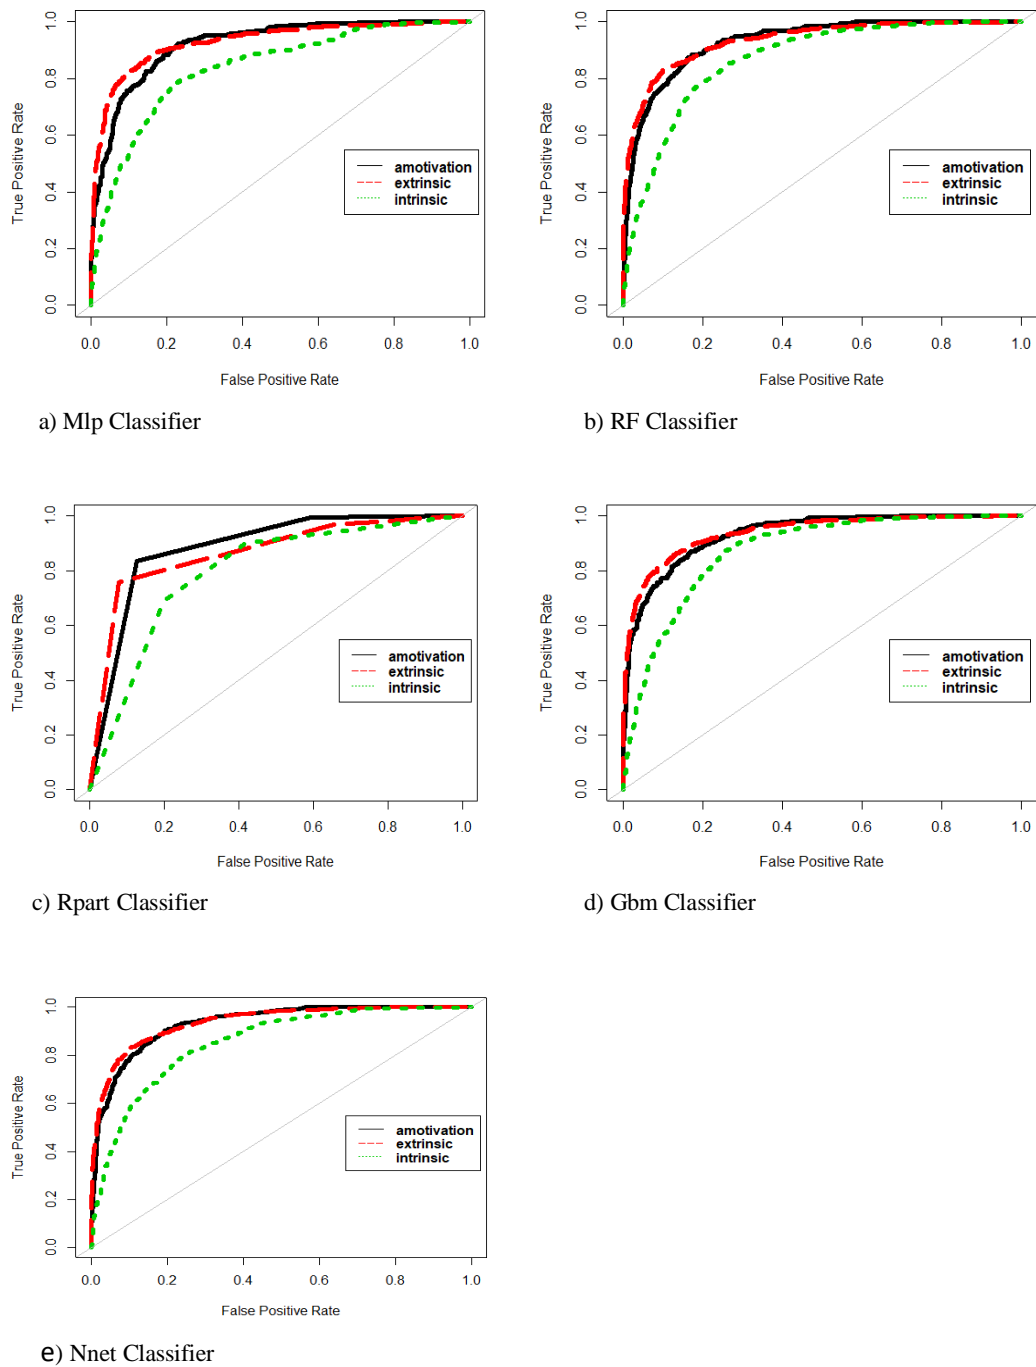 1.0
0.8
0.6
0.4
0.2
0.0
True Positive Rate
amotivation
extrinsic
intrinsic
0.0 0.2 0.4 0.6 0.8 1.0
False Positive Rate
a) Mlp Classifier
1.0
0.8
0.6
0.4
0.2
0.0
True Positive Rate
amotivation
extrinsic
intrinsic
0.0 0.2 0.4 0.6 0.8 1.0
False Positive Rate
b) RF Classifier
1.0
0.8
0.6
0.4
0.2
0.0
True Positive Rate
amotivation
extrinsic
intrinsic
0.0 0.2 0.4 0.6 0.8 1.0
False Positive Rate
c) Rpart Classifier
1.0
0.8
0.6
0.4
0.2
0.0
True Positive Rate
amotivation
extrinsic
intrinsic
0.0 0.2 0.4 0.6 0.8 1.0
False Positive Rate
d) Gbm Classifier
1.0
0.8
0.6
0.4
0.2
0.0
True Positive Rate
amotivation
extrinsic
intrinsic
0.0 0.2 0.4 0.6 0.8 1.0
False Positive Rate
e) Nnet Classifier